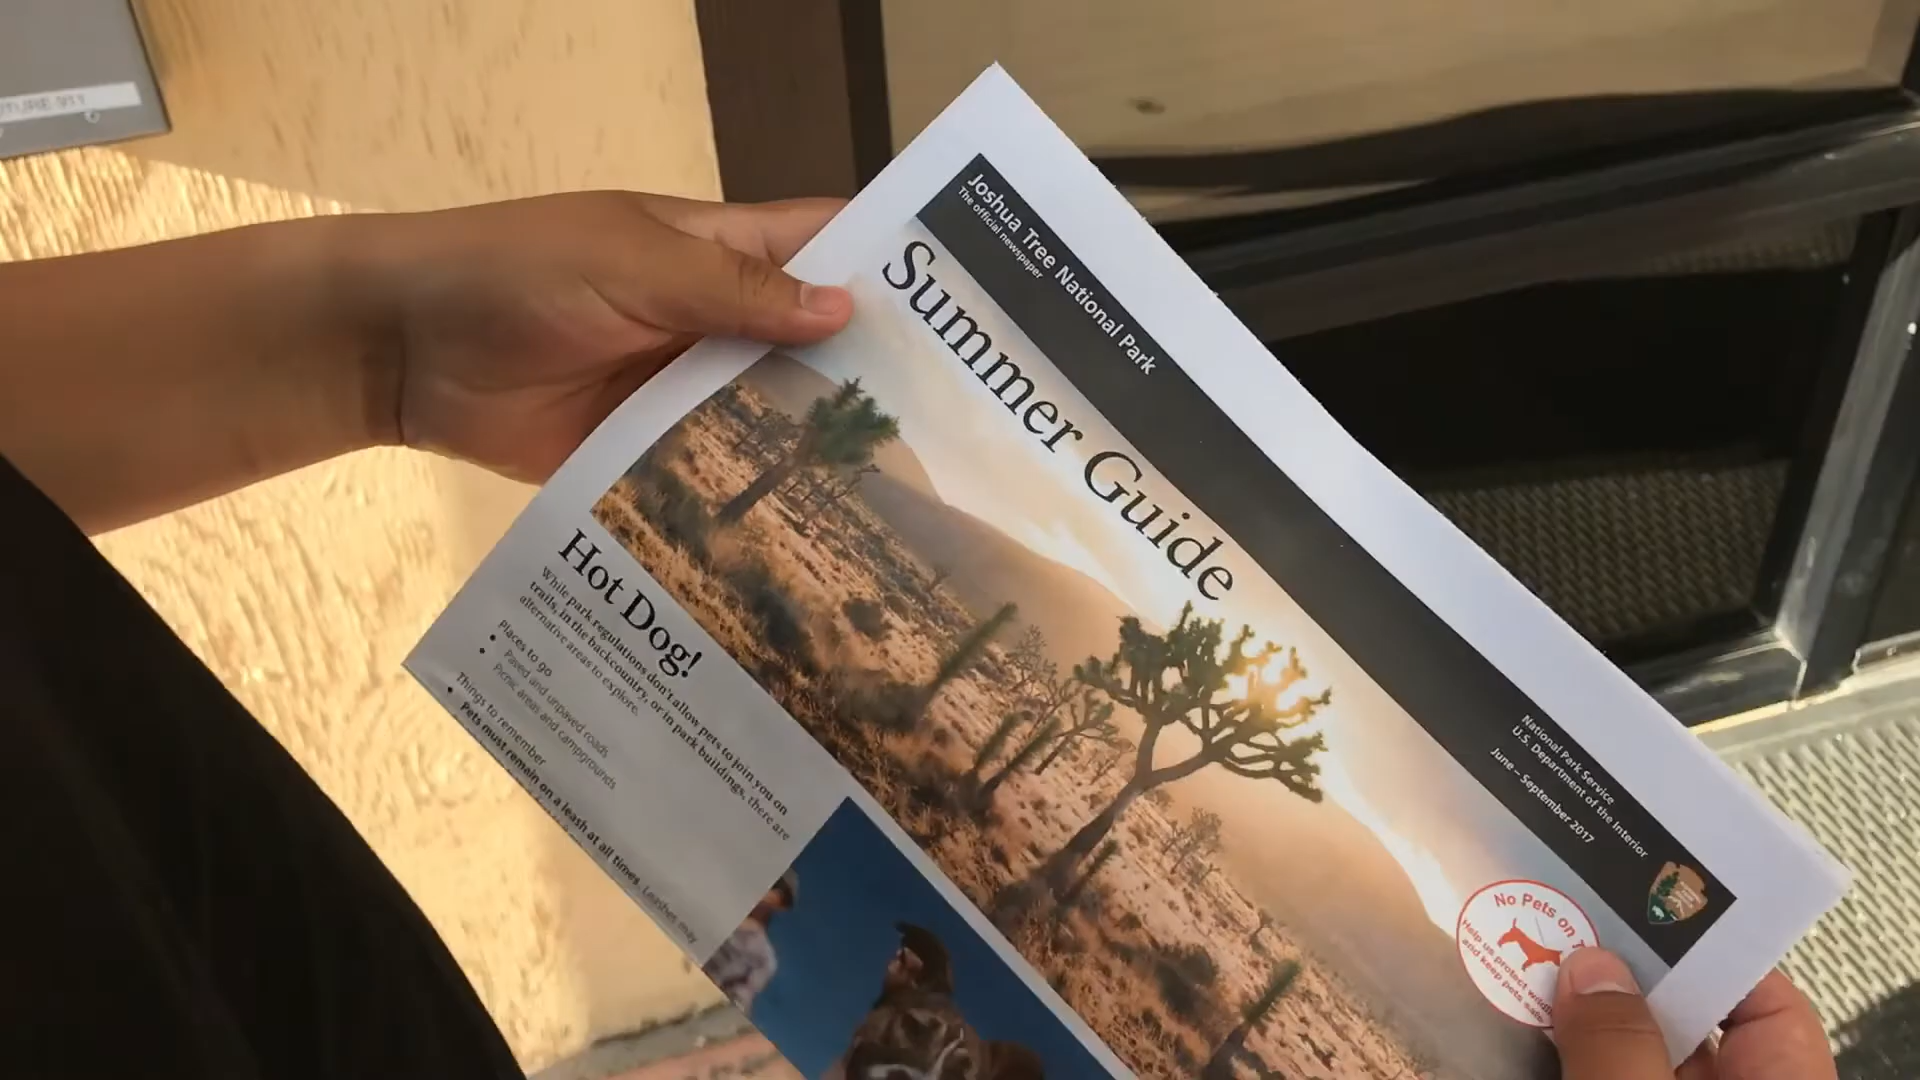 Joshua Tree National Park
The official newspaper
National Park Service
U.S. Department of the Interior
June – September 2017
Summer Guide
No Pets on
Help us protect wildli
and keep pets safe.
Hot Dog!
While park regulations don't allow pets to join you on
trails, in the backcountry, or in park buildings, there are
alternative areas to explore.
Places to go
• Paved and unpaved roads
• Picnic areas and campgrounds
Things to remember
• Pets must remain on a leash at all times. Leashes may